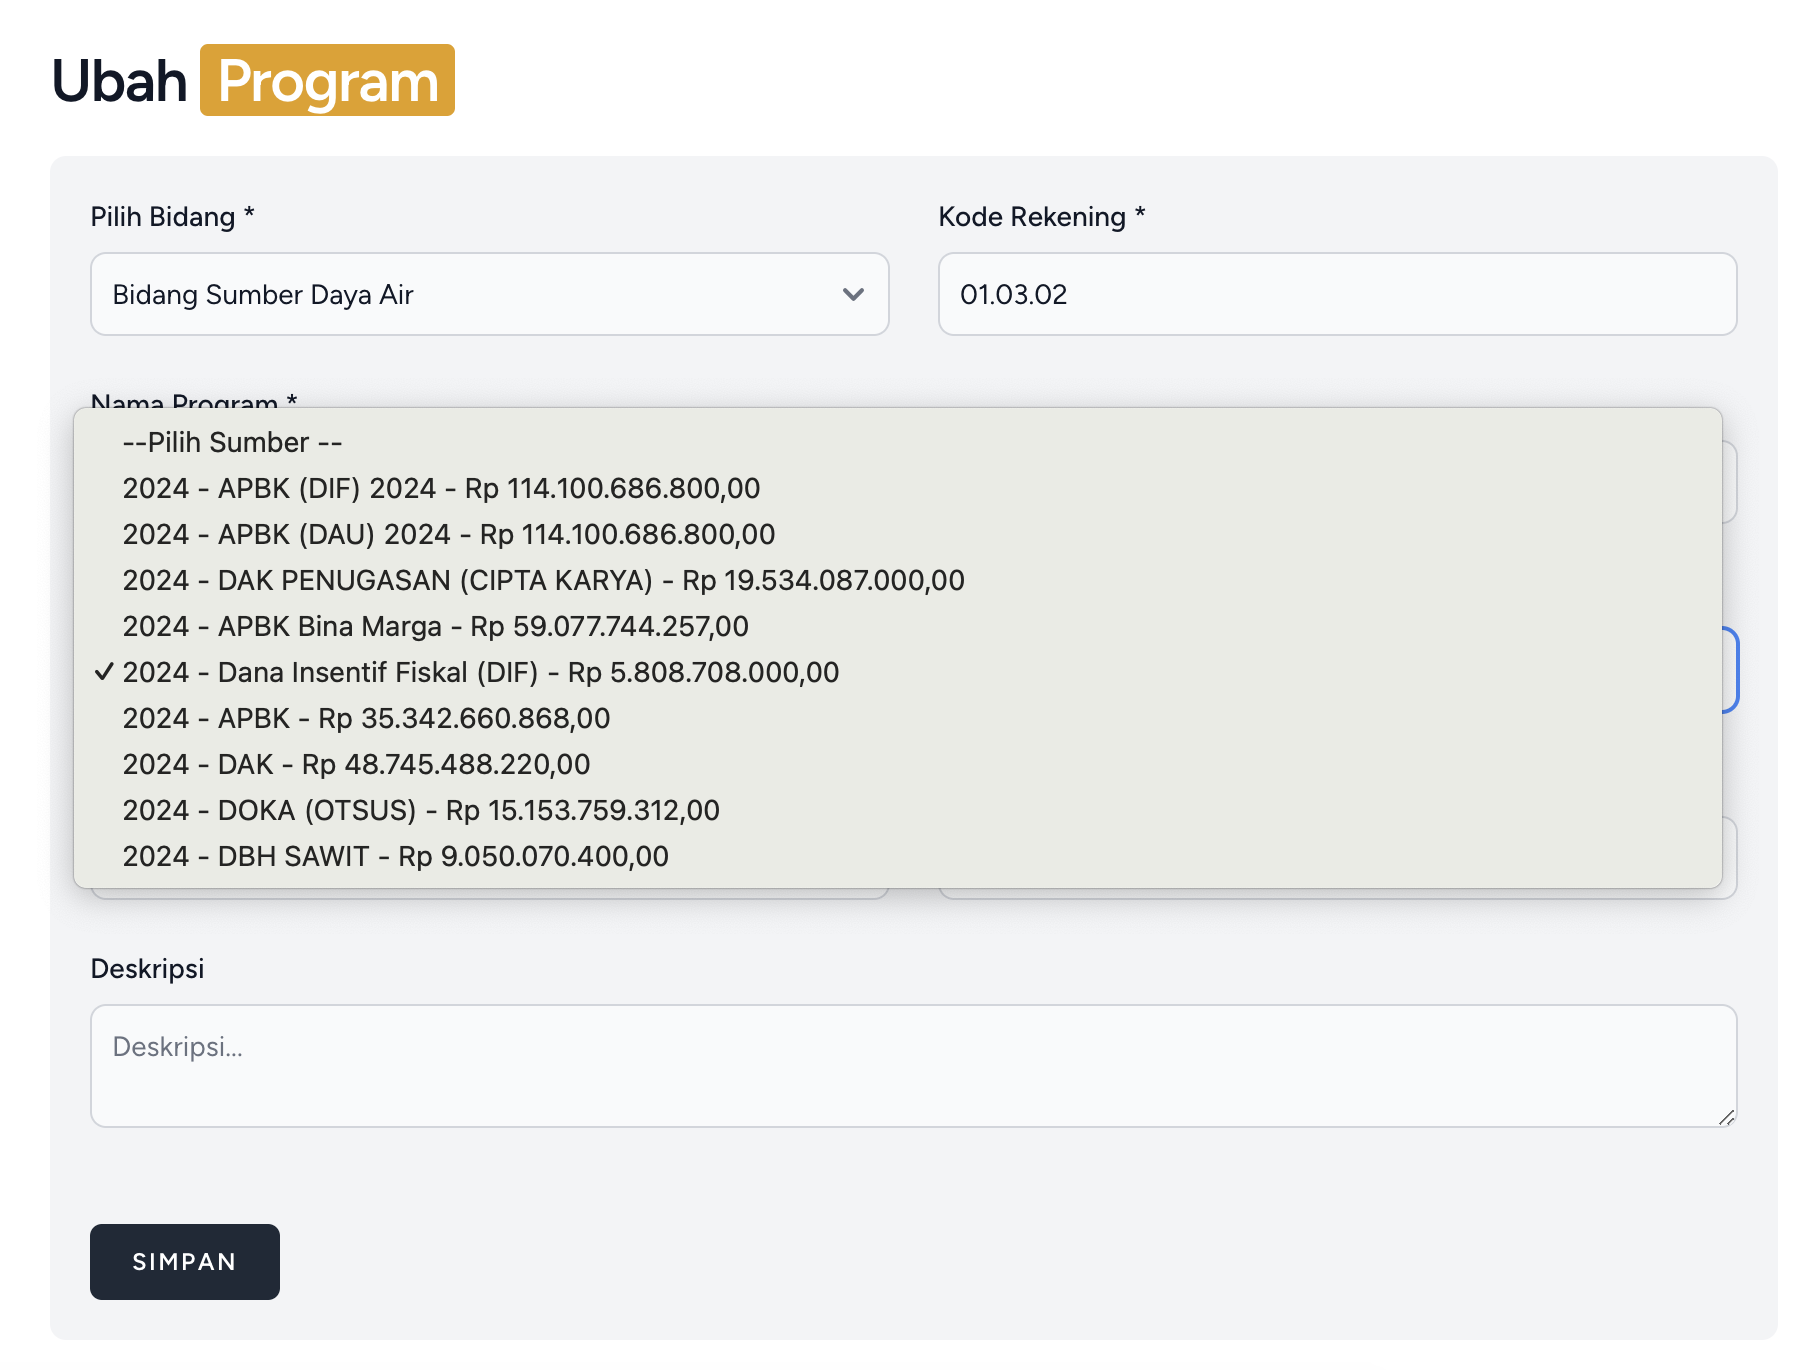 Ubah Program
Pilih Bidang *
Kode Rekening *
Bidang Sumber Daya Air
01.03.02
Nama Program *
--Pilih Sumber --
2024 - APBK (DIF) 2024 - Rp 114.100.686.800,00
2024 - APBK (DAU) 2024 - Rp 114.100.686.800,00
2024 - DAK PENUGASAN (CIPTA KARYA) - Rp 19.534.087.000,00
2024 - APBK Bina Marga - Rp 59.077.744.257,00
✓ 2024 - Dana Insentif Fiskal (DIF) - Rp 5.808.708.000,00
2024 - APBK - Rp 35.342.660.868,00
2024 - DAK - Rp 48.745.488.220,00
2024 - DOKA (OTSUS) - Rp 15.153.759.312,00
2024 - DBH SAWIT - Rp 9.050.070.400,00
Deskripsi
Deskripsi...
SIMPAN